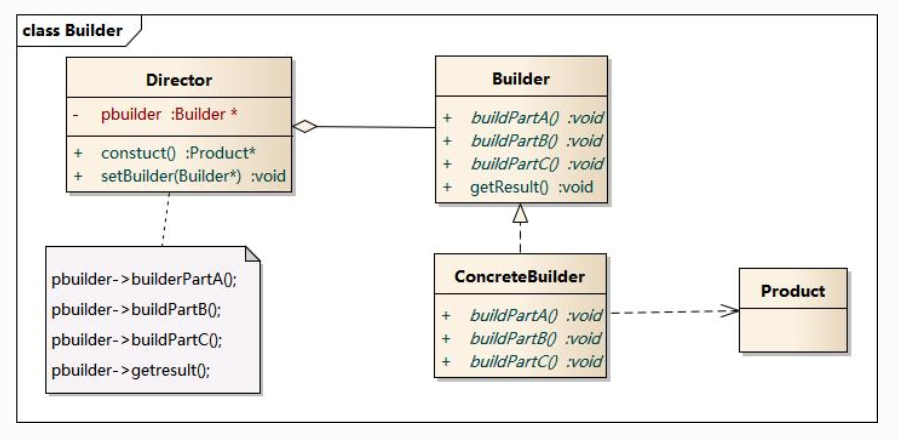 class Builder
Director
- pbuilder :Builder *
+ constuct() :Product*
+ setBuilder(Builder*) :void
Builder
+ buildPartA() :void
+ buildPartB() :void
+ buildPartC() :void
+ getResult() :void
pbuilder->builderPartA();
pbuilder->buildPartB();
pbuilder->buildPartC();
pbuilder->getresult();
ConcreteBuilder
+ buildPartA() :void
+ buildPartB() :void
+ buildPartC() :void
Product